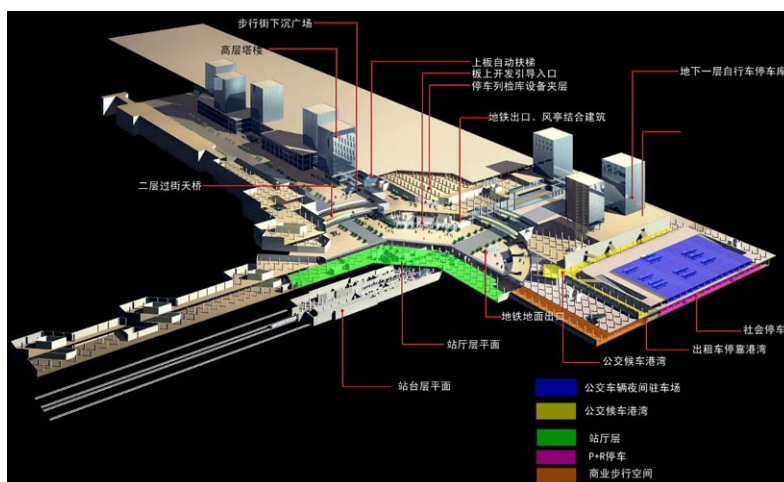 步行街下沉广场
高层塔楼
上板自动扶梯
板上开发引导入口
停车列检库设备夹层
地铁出口、风亭结合建筑
地下一层自行车停车库
二层过街天桥
地铁地面出口
站厅层平面
站台层平面
社会停车
出租车停靠港湾
公交候车港湾
公交车辆夜间驻车场
公交候车港湾
站厅层
P+R停车
商业步行空间